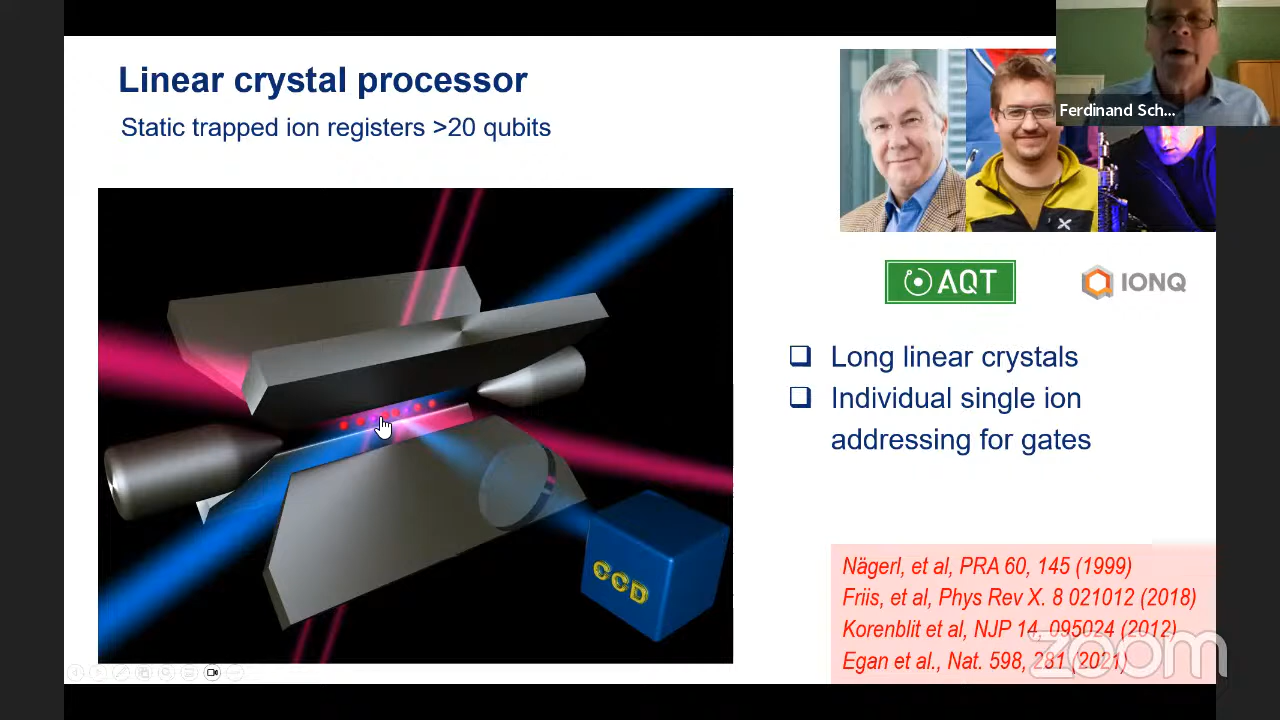 Linear crystal processor
Static trapped ion registers >20 qubits
Ferdinand Sch...
AQT
IONQ
Long linear crystals
Individual single ion
addressing for gates
CCD
Nägerl, et al, PRA 60, 145 (1999)
Friis, et al, Phys Rev X. 8 021012 (2018)
Korenblit et al, NJP 14, 095024 (2012)
Egan et al., Nat. 598, 281 (2021)
zoom